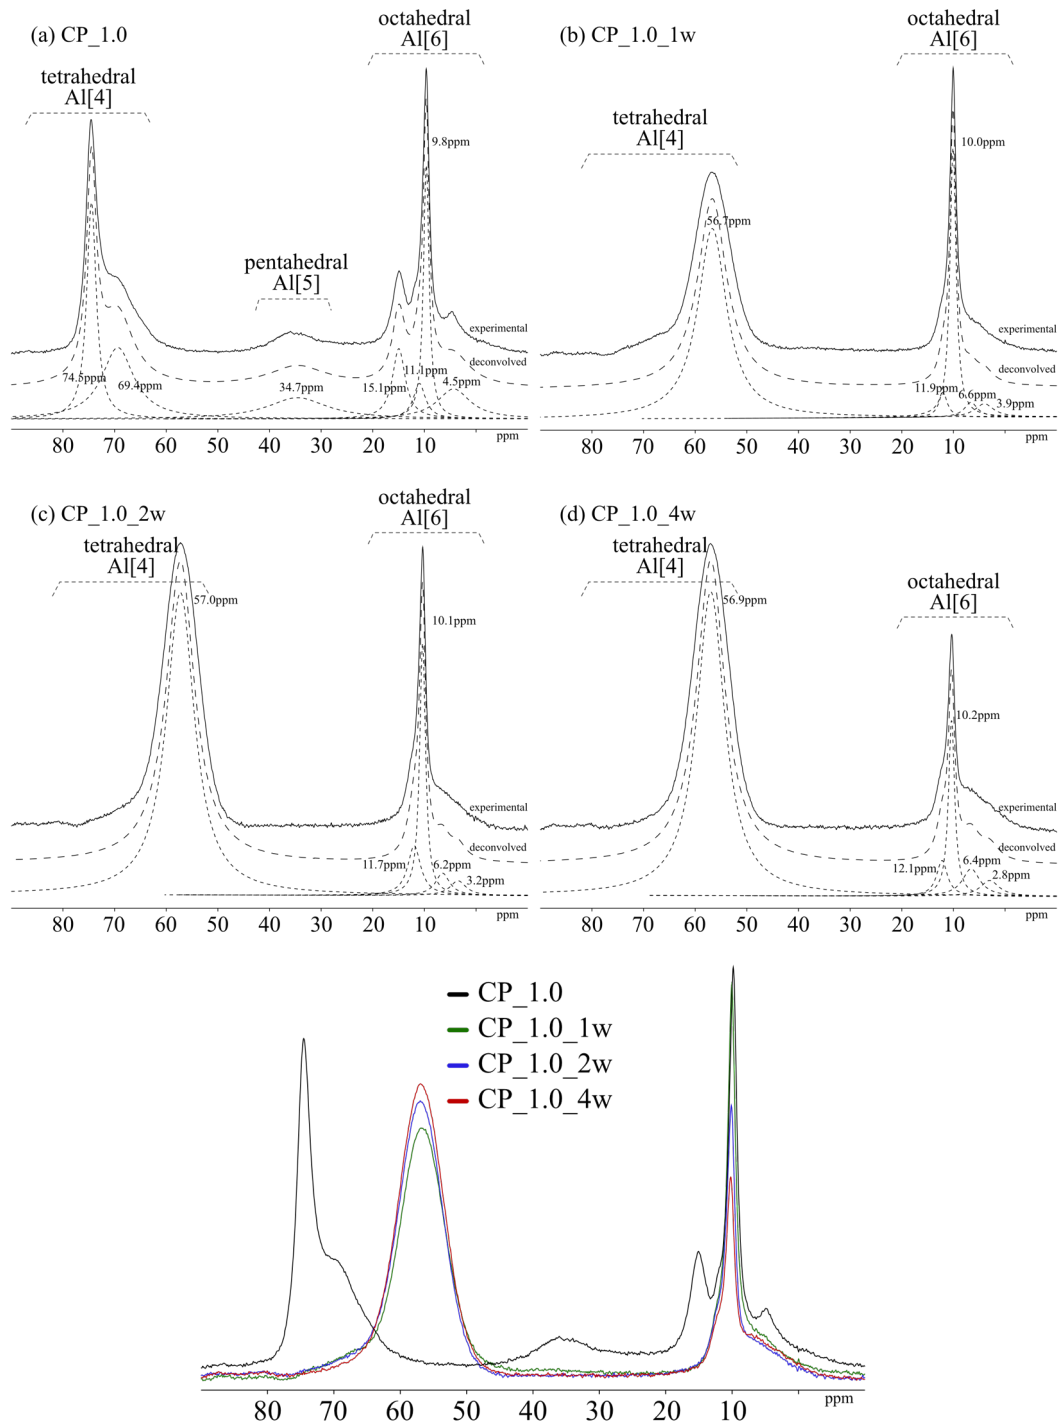 (a) CP_1.0
octahedral
Al[6]
tetrahedral
Al[4]
9.8ppm
pentahedral
Al[5]
experimental
deconvolved
74.5ppm
69.4ppm
34.7ppm
15.1ppm
11.1ppm
4.5ppm
80 70 60 50 40 30 20 10 ppm
(b) CP_1.0_1w
octahedral
Al[6]
tetrahedral
Al[4]
10.0ppm
56.7ppm
experimental
deconvolved
11.9ppm
6.6ppm
3.9ppm
80 70 60 50 40 30 20 10 ppm
(c) CP_1.0_2w
octahedral
Al[6]
tetrahedral
Al[4]
57.0ppm
10.1ppm
experimental
deconvolved
11.7ppm
6.2ppm
3.2ppm
80 70 60 50 40 30 20 10 ppm
(d) CP_1.0_4w
tetrahedral
Al[4]
octahedral
Al[6]
56.9ppm
10.2ppm
experimental
deconvolved
12.1ppm
6.4ppm
2.8ppm
80 70 60 50 40 30 20 10 ppm
CP_1.0
CP_1.0_1w
CP_1.0_2w
CP_1.0_4w
80 70 60 50 40 30 20 10 ppm